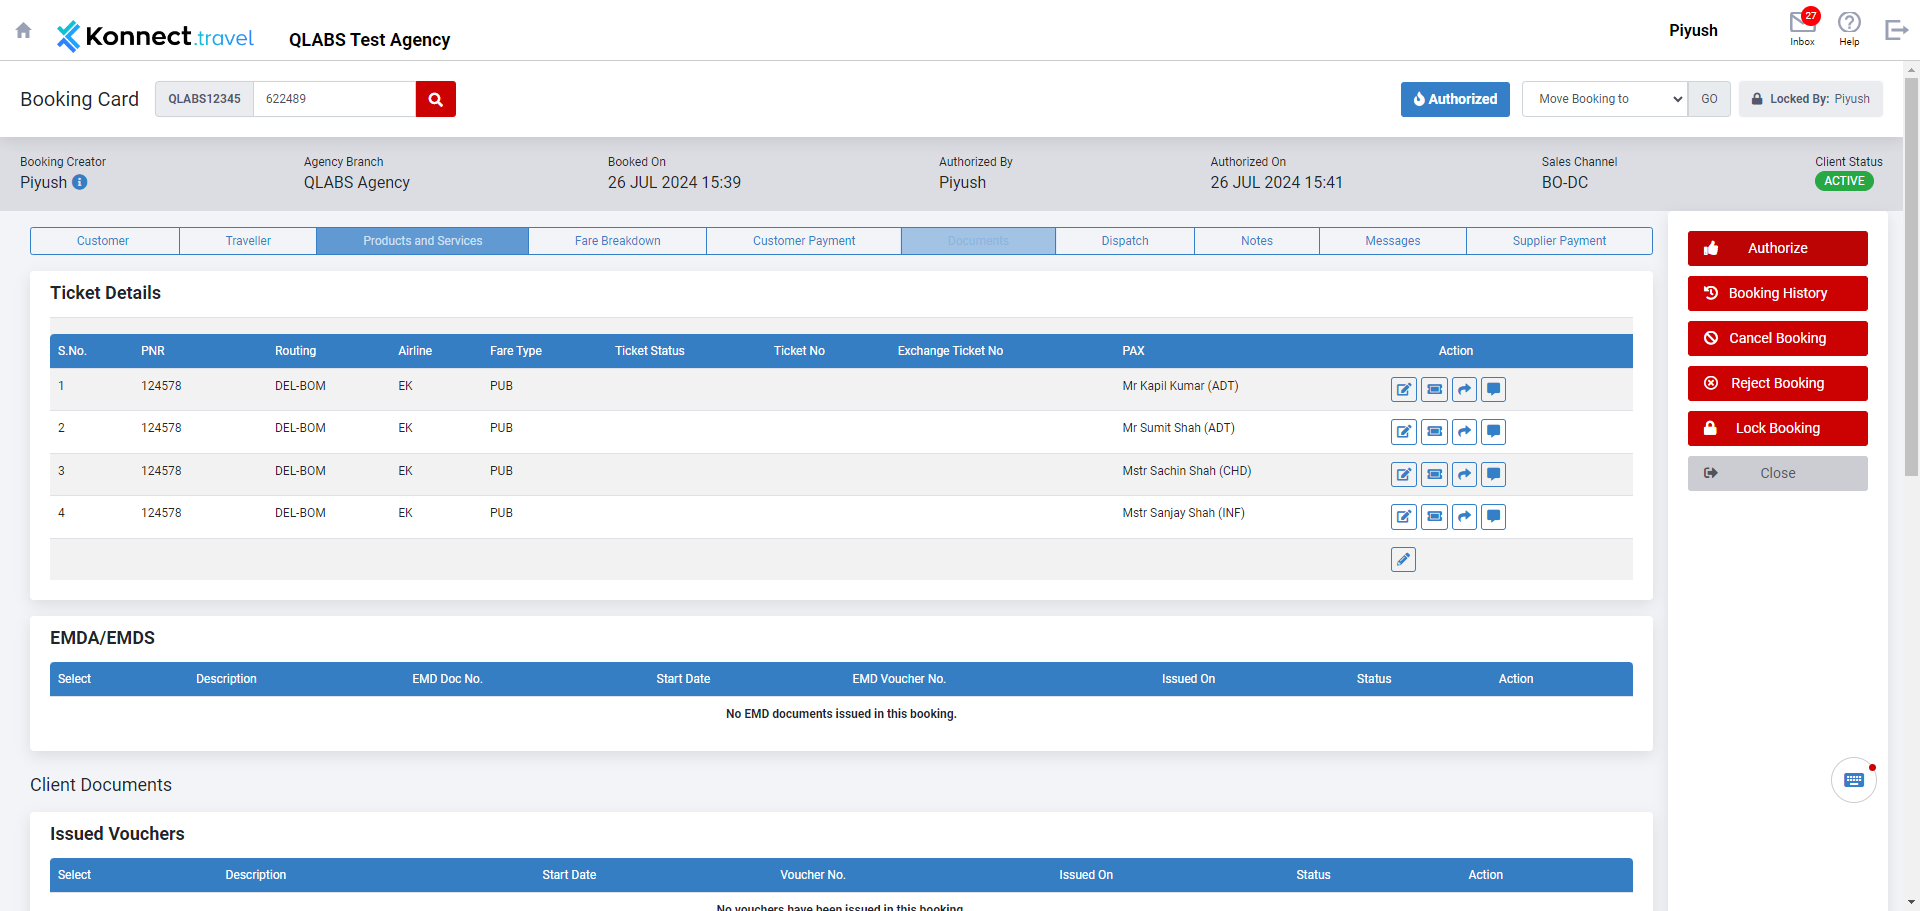 Konnect.travel QLABS Test Agency Piyush 27 Inbox Help
Booking Card QLABS12345 622489 Authorized Move Booking to GO Locked By: Piyush
Booking Creator Agency Branch Booked On Authorized By Authorized On Sales Channel Client Status
Piyush QLABS Agency 26 JUL 2024 15:39 Piyush 26 JUL 2024 15:41 BO-DC ACTIVE
Customer Traveller Products and Services Fare Breakdown Customer Payment Documents Dispatch Notes Messages Supplier Payment
Ticket Details
S.No. PNR Routing Airline Fare Type Ticket Status Ticket No Exchange Ticket No PAX Action
1 124578 DEL-BOM EK PUB Mr Kapil Kumar (ADT)
2 124578 DEL-BOM EK PUB Mr Sumit Shah (ADT)
3 124578 DEL-BOM EK PUB Mstr Sachin Shah (CHD)
4 124578 DEL-BOM EK PUB Mstr Sanjay Shah (INF)
EMDA/EMDS
Select Description EMD Doc No. Start Date EMD Voucher No. Issued On Status Action
No EMD documents issued in this booking.
Client Documents
Issued Vouchers
Select Description Start Date Voucher No. Issued On Status Action
No vouchers have been issued in this booking
Authorize
Booking History
Cancel Booking
Reject Booking
Lock Booking
Close